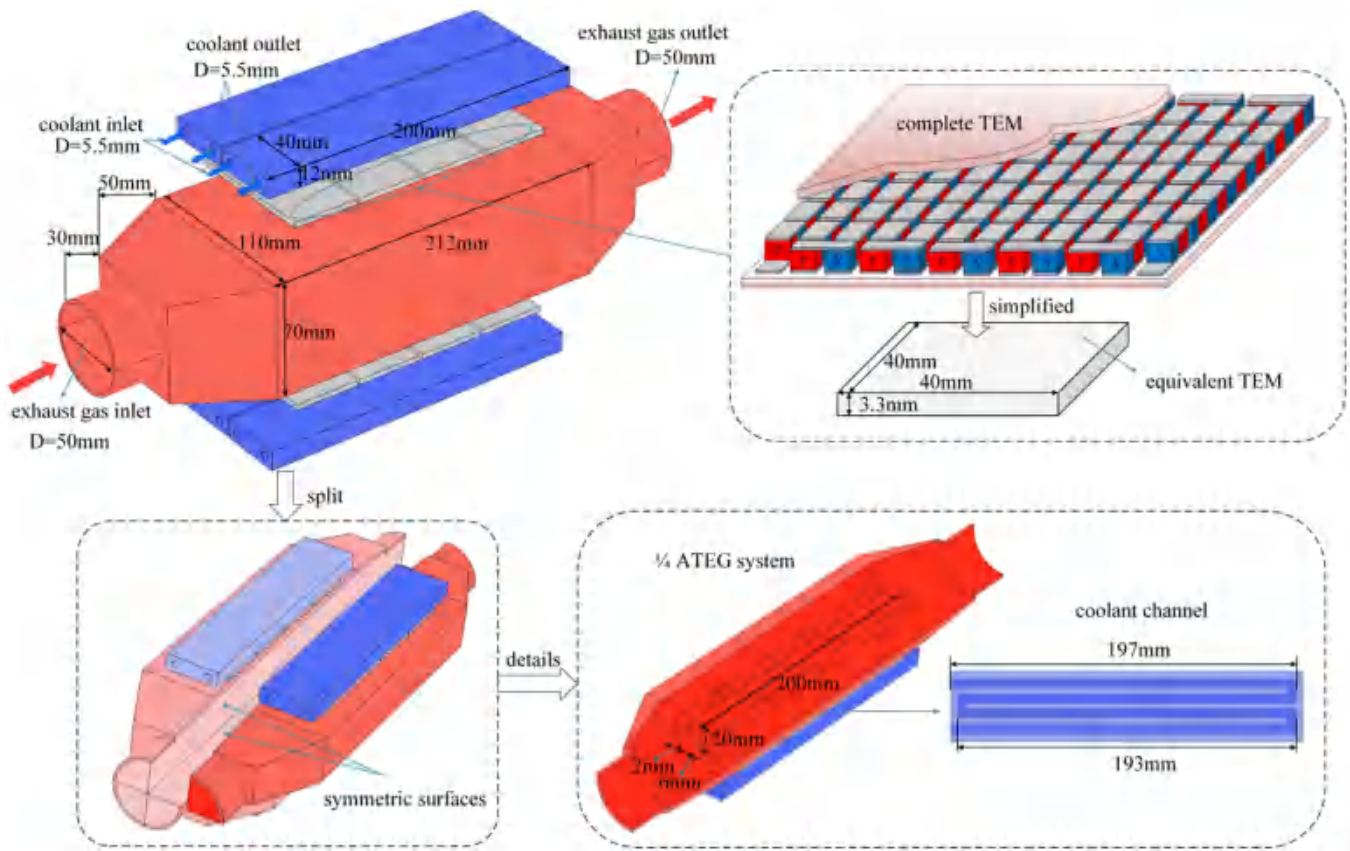 coolant outlet
D=5.5mm
exhaust gas outlet
D=50mm
coolant inlet
D=5.5mm
40mm
200mm
12mm
50mm
30mm
110mm
212mm
70mm
exhaust gas inlet
D=50mm
complete TEM
simplified
40mm
40mm
3.3mm
equivalent TEM
split
symmetric surfaces
details
¼ ATEG system
200mm
2mm
coolant channel
197mm
193mm